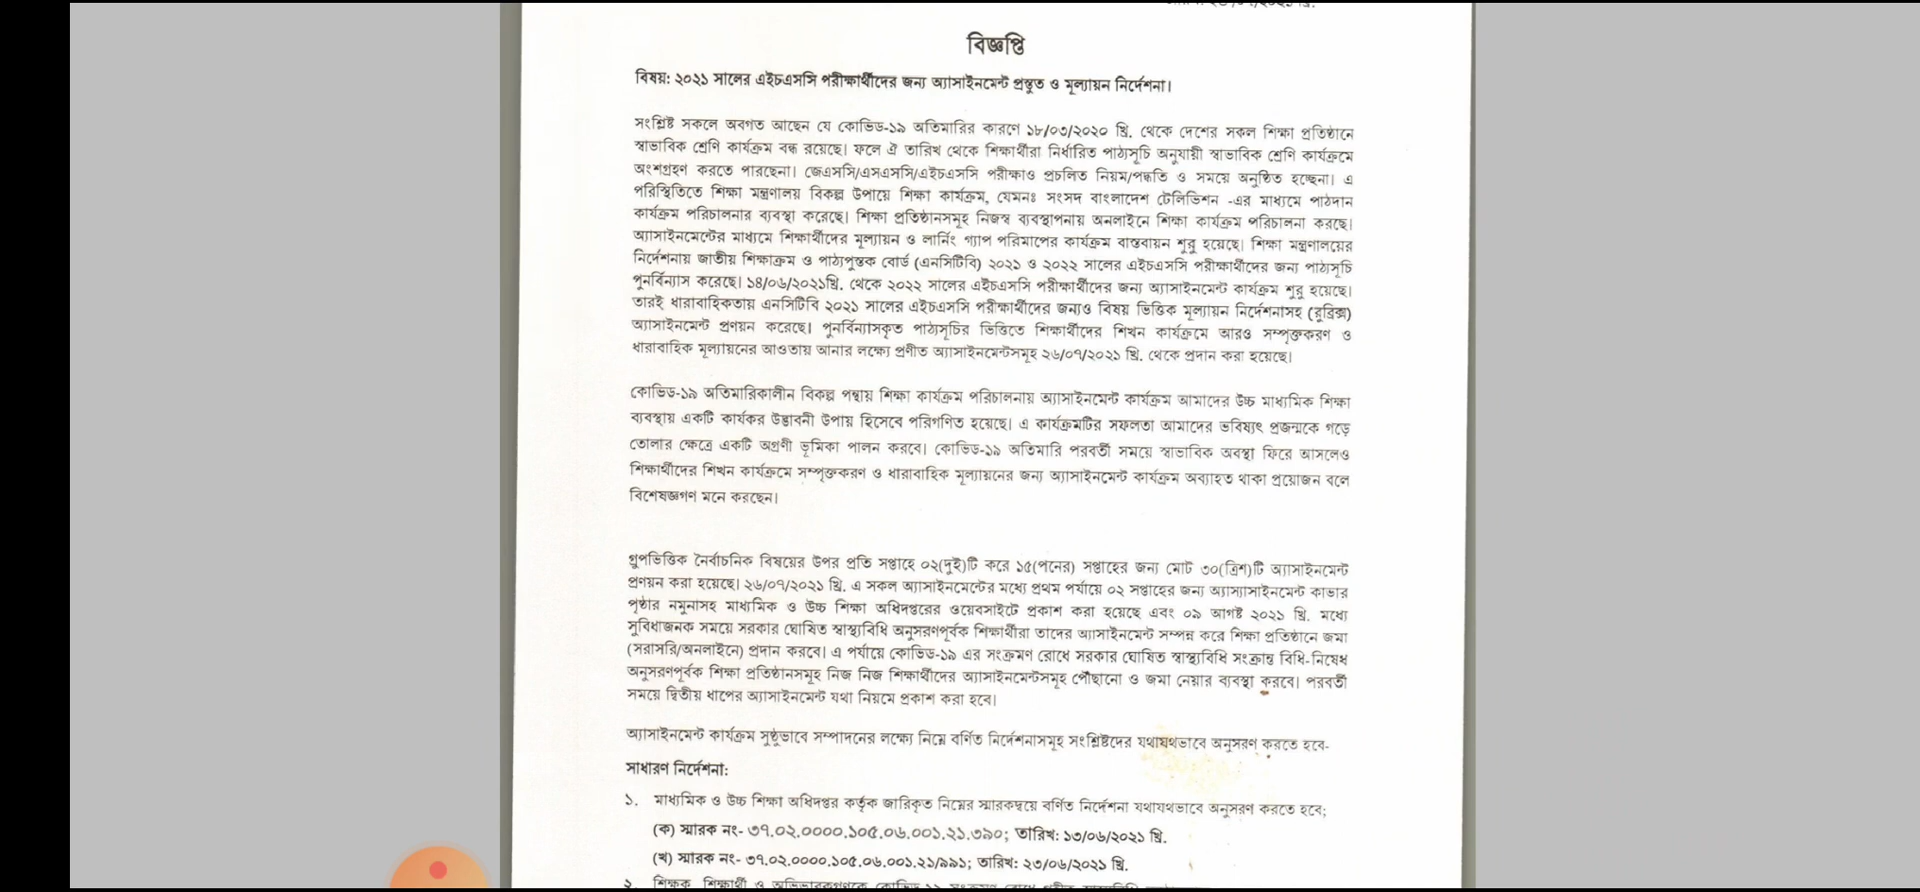 বিজ্ঞপ্তি
বিষয়: ২০২১ সালের এইচএসসি পরীক্ষার্থীদের জন্য অ্যাসাইনমেন্ট প্রস্তুত ও মূল্যায়ন নির্দেশনা।
সংশ্লিষ্ট সকলে অবগত আছেন যে কোভিড-১৯ অতিমারির কারণে ১৮/০৩/২০২০ খ্রি. থেকে দেশের সকল শিক্ষা প্রতিষ্ঠানে
স্বাভাবিক শ্রেণি কার্যক্রম বন্ধ রয়েছে। ফলে ঐ তারিখ থেকে শিক্ষার্থীরা নির্ধারিত পাঠ্যসূচি অনুযায়ী স্বাভাবিক শ্রেণি কার্যক্রমে
অংশগ্রহণ করতে পারছেনা। জেএসসি/এসএসসি/এইচএসসি পরীক্ষাও প্রচলিত নিয়ম/পদ্ধতি ও সময়ে অনুষ্ঠিত হচ্ছেনা। এ
পরিস্থিতিতে শিক্ষা মন্ত্রণালয় বিকল্প উপায়ে শিক্ষা কার্যক্রম, যেমনঃ সংসদ বাংলাদেশ টেলিভিশন -এর মাধ্যমে পাঠদান
কার্যক্রম পরিচালনার ব্যবস্থা করেছে। শিক্ষা প্রতিষ্ঠানসমূহ নিজস্ব ব্যবস্থাপনায় অনলাইনে শিক্ষা কার্যক্রম পরিচালনা করছে।
অ্যাসাইনমেন্টের মাধ্যমে শিক্ষার্থীদের মূল্যায়ন ও লার্নিং গ্যাপ পরিমাপের কার্যক্রম বাস্তবায়ন শুরু হয়েছে। শিক্ষা মন্ত্রণালয়ের
নির্দেশনায় জাতীয় শিক্ষাক্রম ও পাঠ্যপুস্তক বোর্ড (এনসিটিবি) ২০২১ ও ২০২২ সালের এইচএসসি পরীক্ষার্থীদের জন্য পাঠ্যসূচি
পুনর্বিন্যাস করেছে। ১৪/০৬/২০২১খ্রি. থেকে ২০২২ সালের এইচএসসি পরীক্ষার্থীদের জন্য অ্যাসাইনমেন্ট কার্যক্রম শুরু হয়েছে।
তারই ধারাবাহিকতায় এনসিটিবি ২০২১ সালের এইচএসসি পরীক্ষার্থীদের জন্যও বিষয় ভিত্তিক মূল্যায়ন নির্দেশনাসহ (রুব্রিক্স)
অ্যাসাইনমেন্ট প্রণয়ন করেছে। পুনর্বিন্যাসকৃত পাঠ্যসূচির ভিত্তিতে শিক্ষার্থীদের শিখন কার্যক্রমে আরও সম্পৃক্তকরণ ও
ধারাবাহিক মূল্যায়নের আওতায় আনার লক্ষ্যে প্রণীত অ্যাসাইনমেন্টসমূহ ২৬/০৭/২০২১ খ্রি. থেকে প্রদান করা হয়েছে।
কোভিড-১৯ অতিমারিকালীন বিকল্প পন্থায় শিক্ষা কার্যক্রম পরিচালনায় অ্যাসাইনমেন্ট কার্যক্রম আমাদের উচ্চ মাধ্যমিক শিক্ষা
ব্যবস্থায় একটি কার্যকর উদ্ভাবনী উপায় হিসেবে পরিগণিত হয়েছে। এ কার্যক্রমটির সফলতা আমাদের ভবিষ্যৎ প্রজন্মকে গড়ে
তোলার ক্ষেত্রে একটি অগ্রণী ভূমিকা পালন করবে। কোভিড-১৯ অতিমারি পরবর্তী সময়ে স্বাভাবিক অবস্থা ফিরে আসলেও
শিক্ষার্থীদের শিখন কার্যক্রমে সম্পৃক্তকরণ ও ধারাবাহিক মূল্যায়নের জন্য অ্যাসাইনমেন্ট কার্যক্রম অব্যাহত থাকা প্রয়োজন বলে
বিশেষজ্ঞগণ মনে করছেন।
গ্রুপভিত্তিক নৈর্বাচনিক বিষয়ের উপর প্রতি সপ্তাহে ০২(দুই)টি করে ১৫(পনের) সপ্তাহের জন্য মোট ৩০(ত্রিশ)টি অ্যাসাইনমেন্ট
প্রণয়ন করা হয়েছে। ২৬/০৭/২০২১ খ্রি. এ সকল অ্যাসাইনমেন্টের মধ্যে প্রথম পর্যায়ে ০২ সপ্তাহের জন্য অ্যাস্যাসাইনমেন্ট কাভার
পৃষ্ঠার নমুনাসহ মাধ্যমিক ও উচ্চ শিক্ষা অধিদপ্তরের ওয়েবসাইটে প্রকাশ করা হয়েছে এবং ০৯ আগষ্ট ২০২১ খ্রি. মধ্যে
সুবিধাজনক সময়ে সরকার ঘোষিত স্বাস্থ্যবিধি অনুসরণপূর্বক শিক্ষার্থীরা তাদের অ্যাসাইনমেন্ট সম্পন্ন করে শিক্ষা প্রতিষ্ঠানে জমা
(সরাসরি/অনলাইনে) প্রদান করবে। এ পর্যায়ে কোভিড-১৯ এর সংক্রমণ রোধে সরকার ঘোষিত স্বাস্থ্যবিধি সংক্রান্ত বিধি-নিষেধ
অনুসরণপূর্বক শিক্ষা প্রতিষ্ঠানসমূহ নিজ নিজ শিক্ষার্থীদের অ্যাসাইনমেন্টসমূহ পৌঁছানো ও জমা নেয়ার ব্যবস্থা করবে। পরবর্তী
সময়ে দ্বিতীয় ধাপের অ্যাসাইনমেন্ট যথা নিয়মে প্রকাশ করা হবে।
অ্যাসাইনমেন্ট কার্যক্রম সুষ্ঠুভাবে সম্পাদনের লক্ষ্যে নিম্নে বর্ণিত নির্দেশনাসমূহ সংশ্লিষ্টদের যথাযথভাবে অনুসরণ করতে হবে-
সাধারণ নির্দেশনা:
১. মাধ্যমিক ও উচ্চ শিক্ষা অধিদপ্তর কর্তৃক জারিকৃত নিম্নের স্মারকদ্বয়ে বর্ণিত নির্দেশনা যথাযথভাবে অনুসরণ করতে হবে;
(ক) স্মারক নং- ৩৭.০২.০০০০.১০৫.০৬.০০১.২১.৩৯০; তারিখ: ১৩/০৬/২০২১ খ্রি.
(খ) স্মারক নং- ৩৭.০২.০০০০.১০৫.০৬.০০১.২১/৯৯১; তারিখ: ২৩/০৬/২০২১ খ্রি.